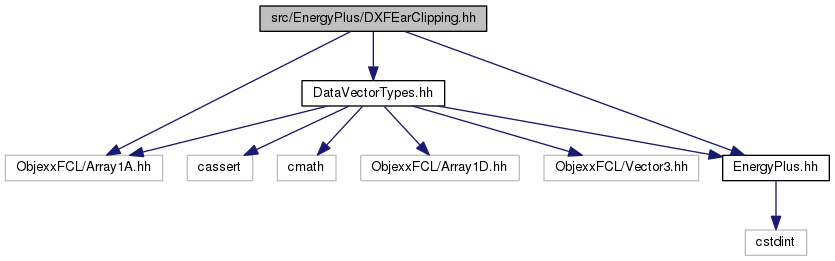 src/EnergyPlus/DXFEarClipping.hh
DataVectorTypes.hh
ObjexxFCL/Array1A.hh
cassert
cmath
ObjexxFCL/Array1D.hh
ObjexxFCL/Vector3.hh
EnergyPlus.hh
cstdint